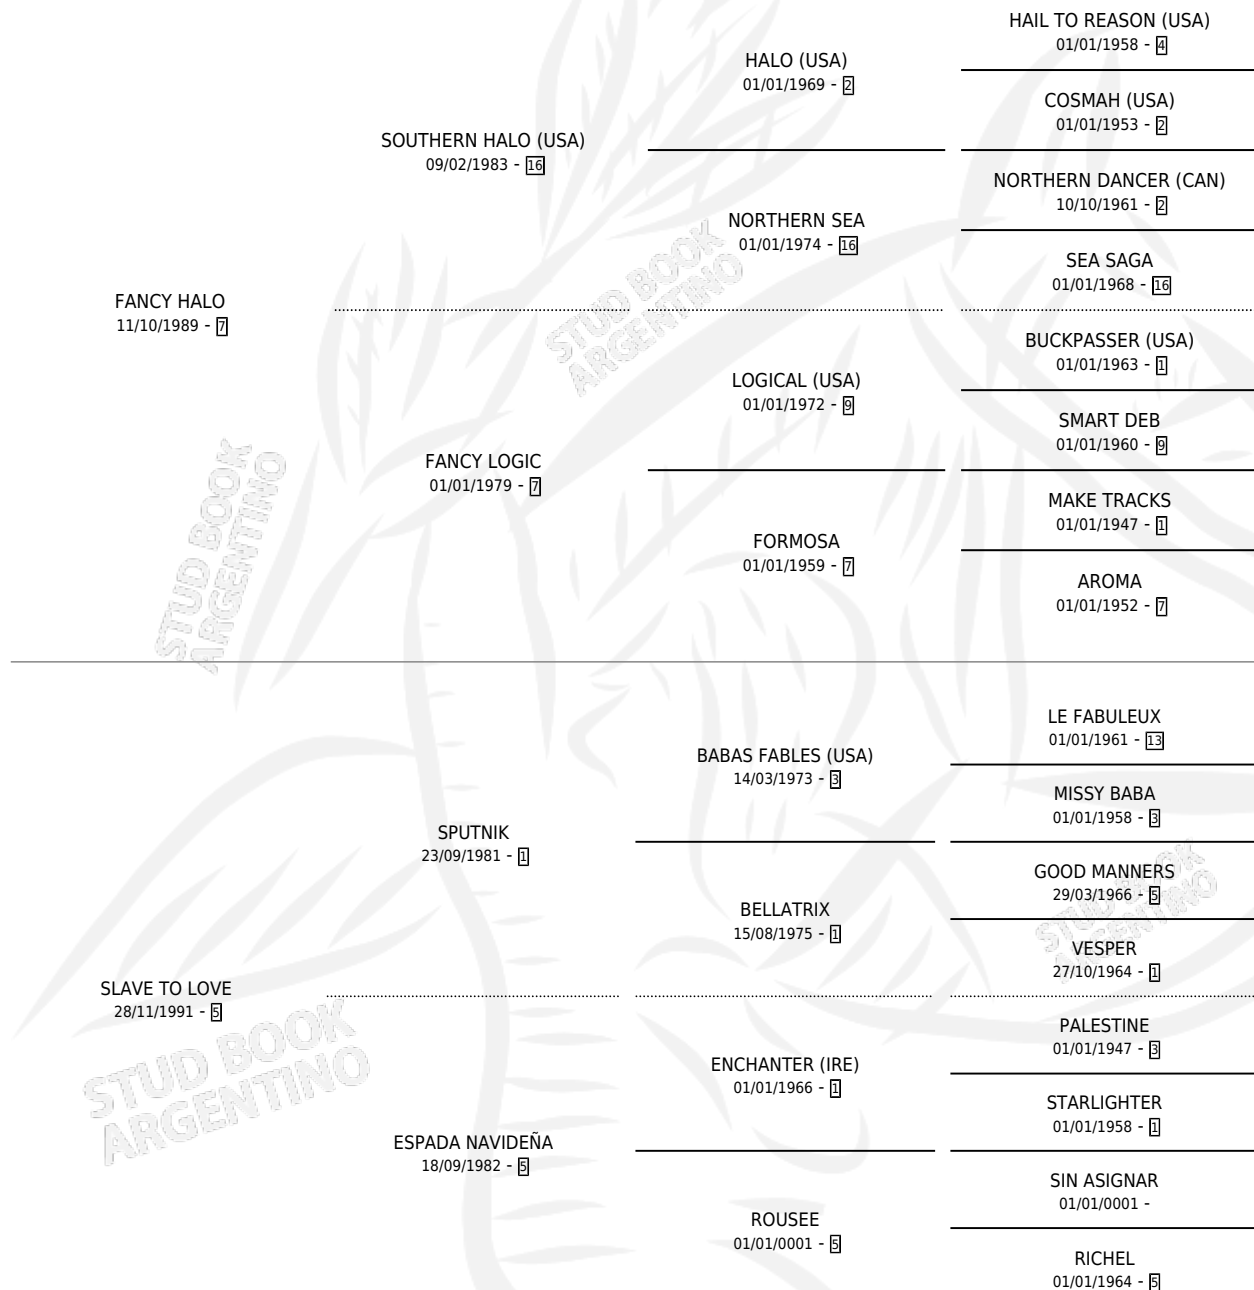 HAIL TO REASON (USA)
01/01/1958 - 4
HALO (USA)
01/01/1969 - 2
COSMAH (USA)
01/01/1953 - 2
SOUTHERN HALO (USA)
09/02/1983 - 16
NORTHERN DANCER (CAN)
10/10/1961 - 2
NORTHERN SEA
01/01/1974 - 16
SEA SAGA
01/01/1968 - 16
FANCY HALO
11/10/1989 - 7
BUCKPASSER (USA)
01/01/1963 - 1
LOGICAL (USA)
01/01/1972 - 9
SMART DEB
01/01/1960 - 9
FANCY LOGIC
01/01/1979 - 7
MAKE TRACKS
01/01/1947 - 1
FORMOSA
01/01/1959 - 7
AROMA
01/01/1952 - 7
LE FABULEUX
01/01/1961 - 13
BABAS FABLES (USA)
14/03/1973 - 3
MISSY BABA
01/01/1958 - 3
SPUTNIK
23/09/1981 - 1
GOOD MANNERS
29/03/1966 - 5
BELLATRIX
15/08/1975 - 1
VESPER
27/10/1964 - 1
SLAVE TO LOVE
28/11/1991 - 5
PALESTINE
01/01/1947 - 3
ENCHANTER (IRE)
01/01/1966 - 1
STARLIGHTER
01/01/1958 - 1
ESPADA NAVIDEÑA
18/09/1982 - 5
SIN ASIGNAR
01/01/0001 -
ROUSEE
01/01/0001 - 5
RICHEL
01/01/1964 - 5
STUD BOOK
ARGENTINO
STUD BOOK
ARGENTINO
STUD BOOK
ARGENTINO
STUD BOOK
ARGENTINO